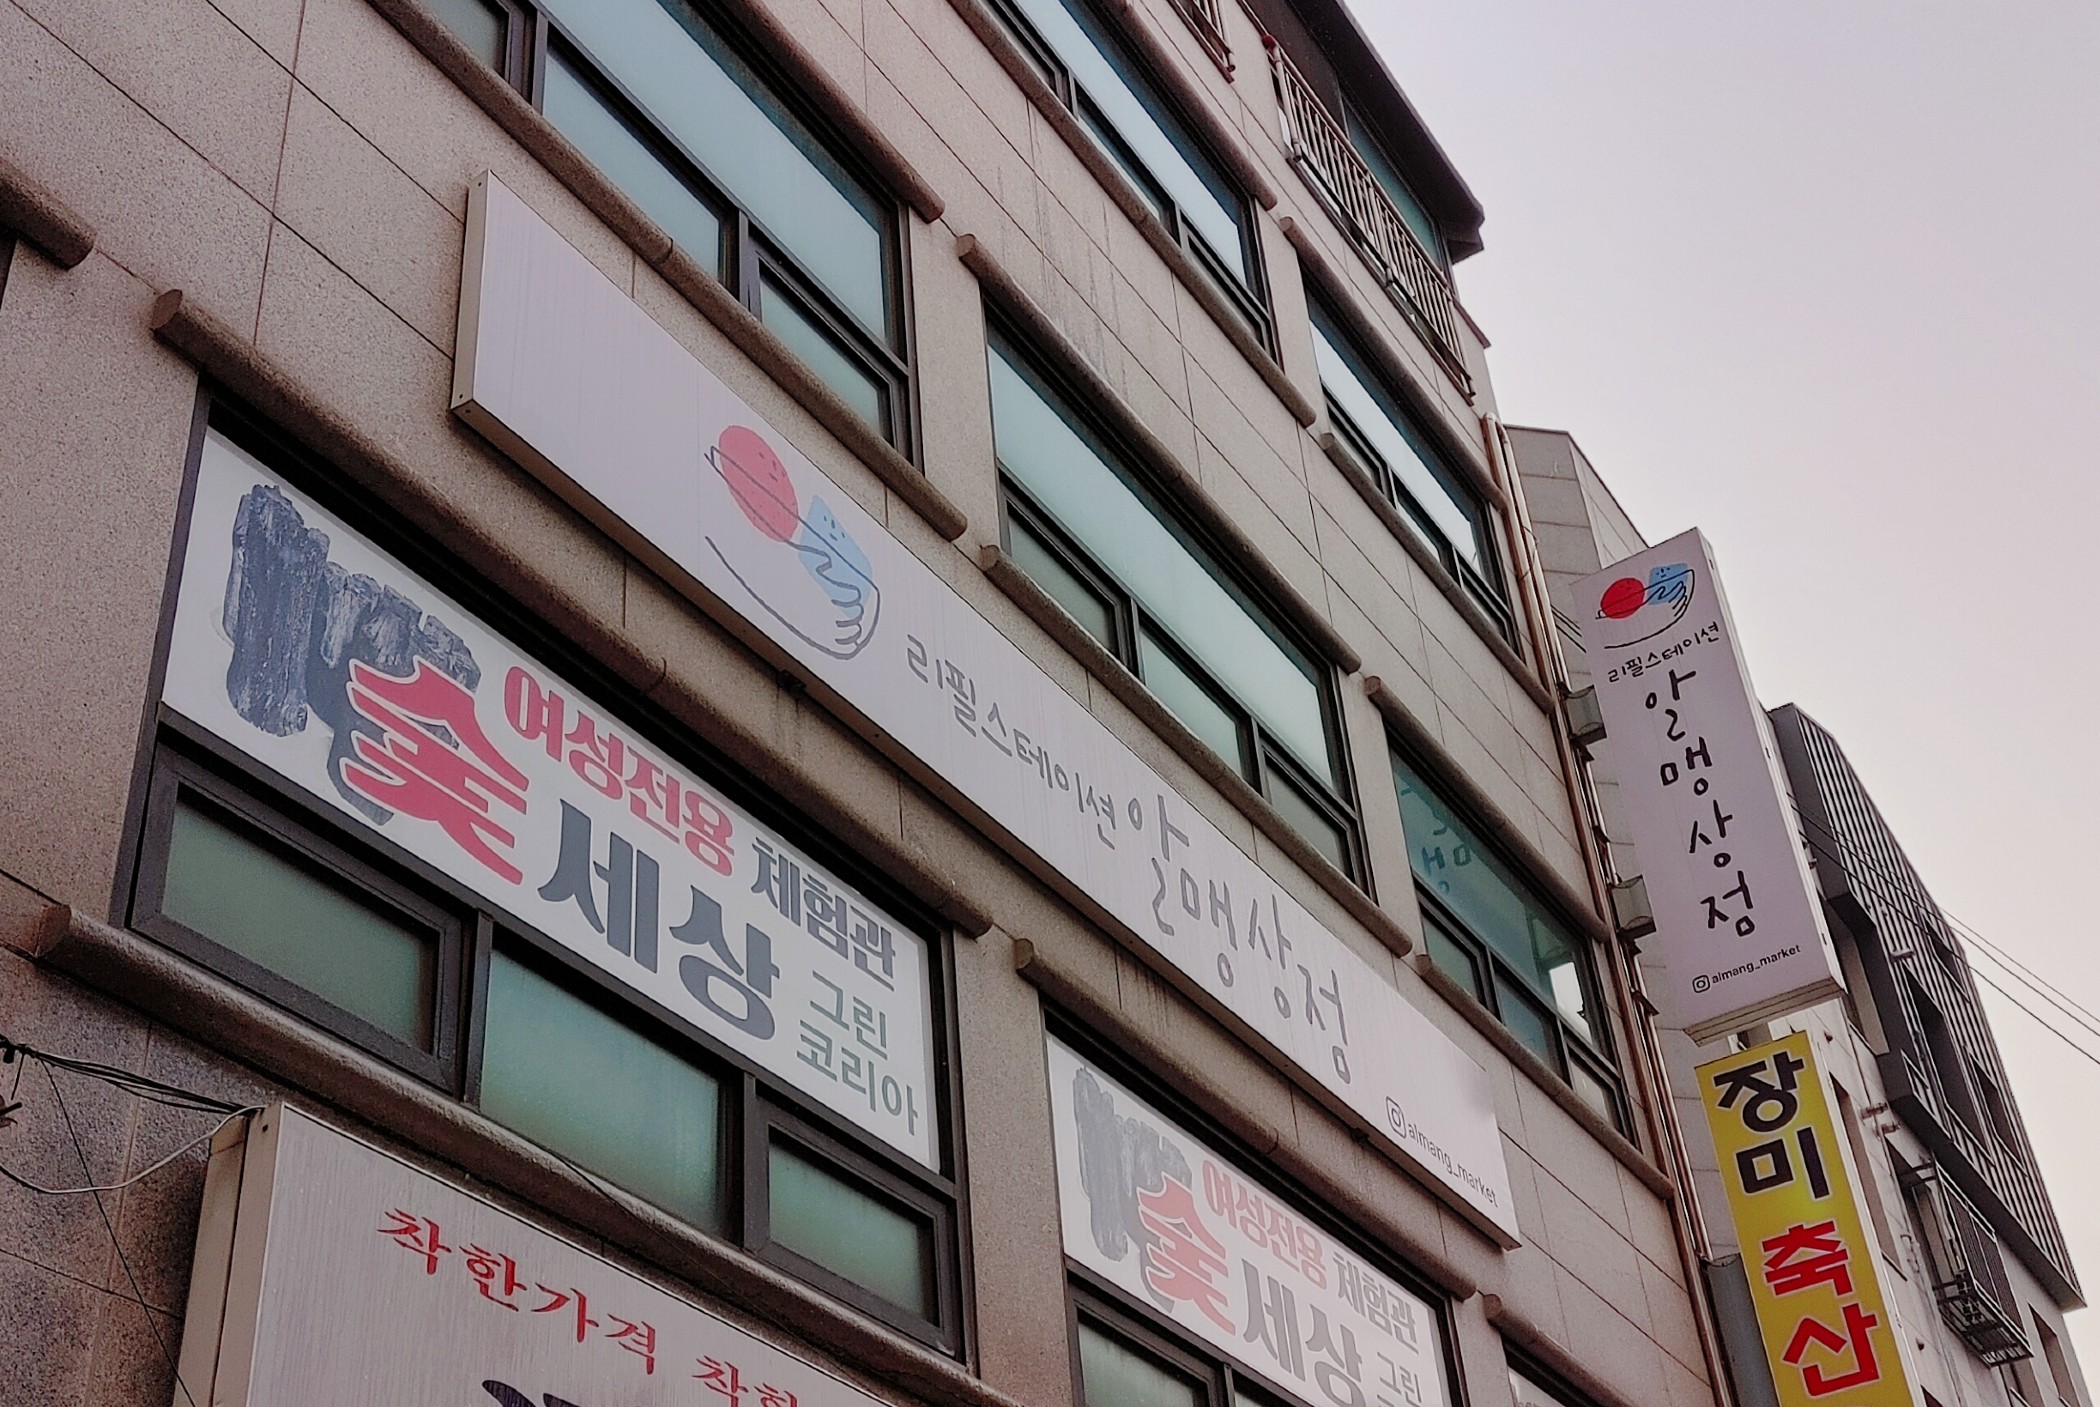 리필스테이션 알맹상점
almang_market
여성전용 체험관
숯세상
그린
코리아
여성전용 체험관
숯세상
그린
착한가격 착한
리필스테이션
알맹상점
almang_market
장미 축산